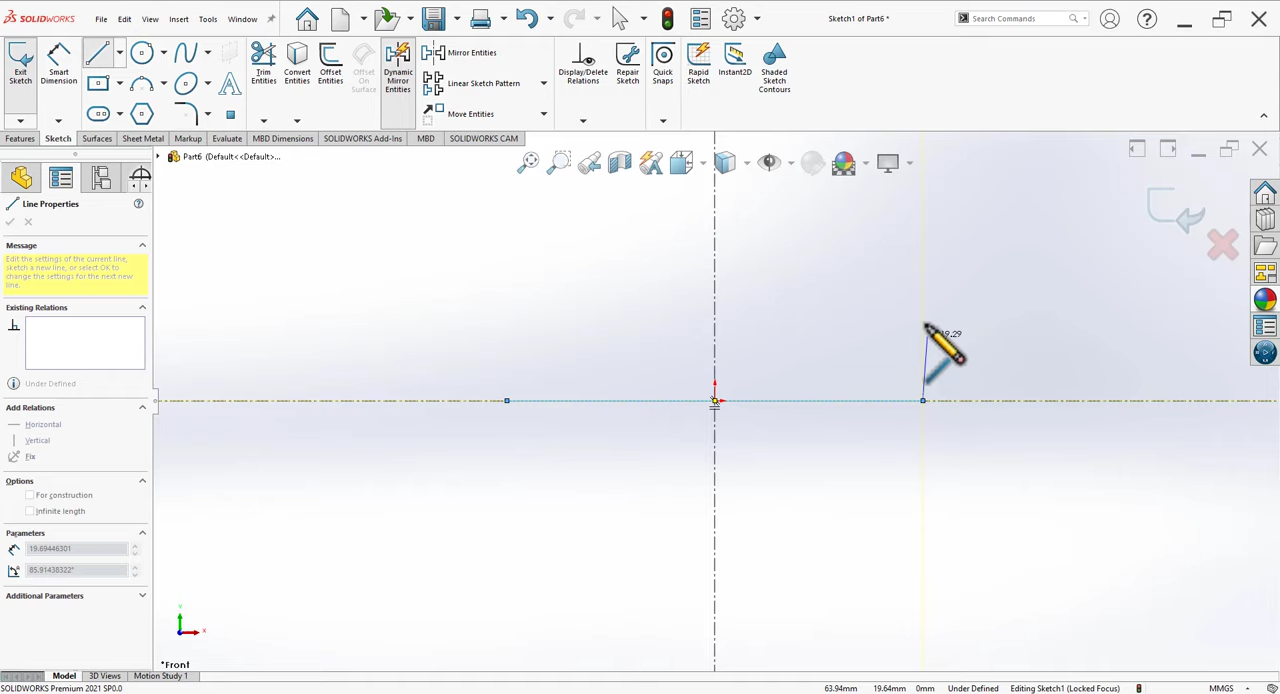 SOLIDWORKS File Edit View Insert Tools Window Sketch1 of Part6 * Search Commands
Exit Sketch
Smart Dimension
Trim Entities
Convert Entities
Offset Entities
Offset On Surface
Dynamic Mirror Entities
Mirror Entities
Linear Sketch Pattern
Move Entities
Display/Delete Relations
Repair Sketch
Quick Snaps
Rapid Sketch
Instant2D
Shaded Sketch Contours
Features Sketch Surfaces Sheet Metal Markup Evaluate MBD Dimensions SOLIDWORKS Add-Ins MBD SOLIDWORKS CAM
Part6 (Default<<Default>...
Line Properties
Message
Edit the settings of the current line,
sketch a new line, or select OK to
change the settings for the next new
line.
Existing Relations
Under Defined
Add Relations
Horizontal
Vertical
Fix
Options
For construction
Infinite length
Parameters
19.69446301
85.91438322°
Additional Parameters
Y
X
*Front
Model 3D Views Motion Study 1
SOLIDWORKS Premium 2021 SP0.0 63.94mm 19.64mm 0mm Under Defined Editing Sketch1 (Locked Focus) MMGS